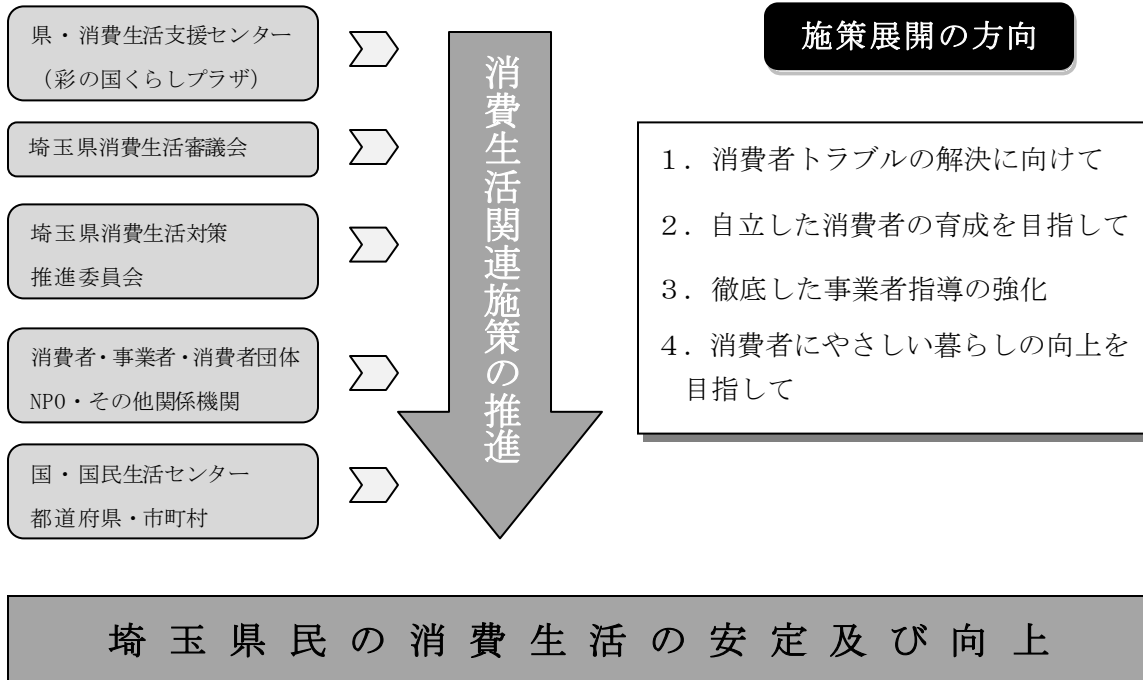 県・消費生活支援センター
（彩の国くらしプラザ）
埼玉県消費生活審議会
埼玉県消費生活対策
推進委員会
消費者・事業者・消費者団体
NPO・その他関係機関
国・国民生活センター
都道府県・市町村
消費生活関連施策の推進
施策展開の方向
１．消費者トラブルの解決に向けて
２．自立した消費者の育成を目指して
３．徹底した事業者指導の強化
４．消費者にやさしい暮らしの向上を
目指して
埼玉県民の消費生活の安定及び向上